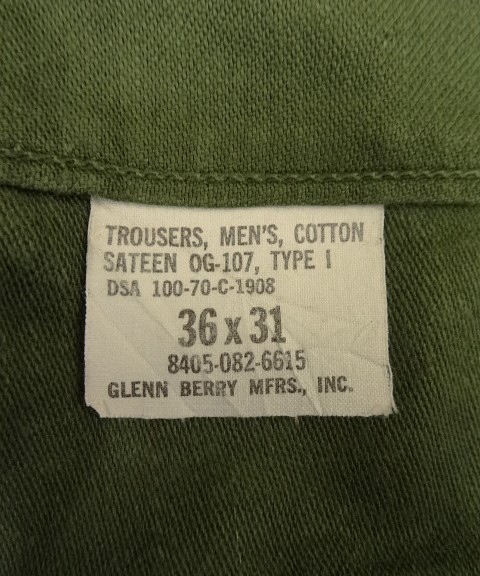 TROUSERS, MEN'S, COTTON
SATEEN OG-107, TYPE I
DSA 100-70-C-1908
36 x 31
8405-082-6615
GLENN BERRY MFRS., INC.